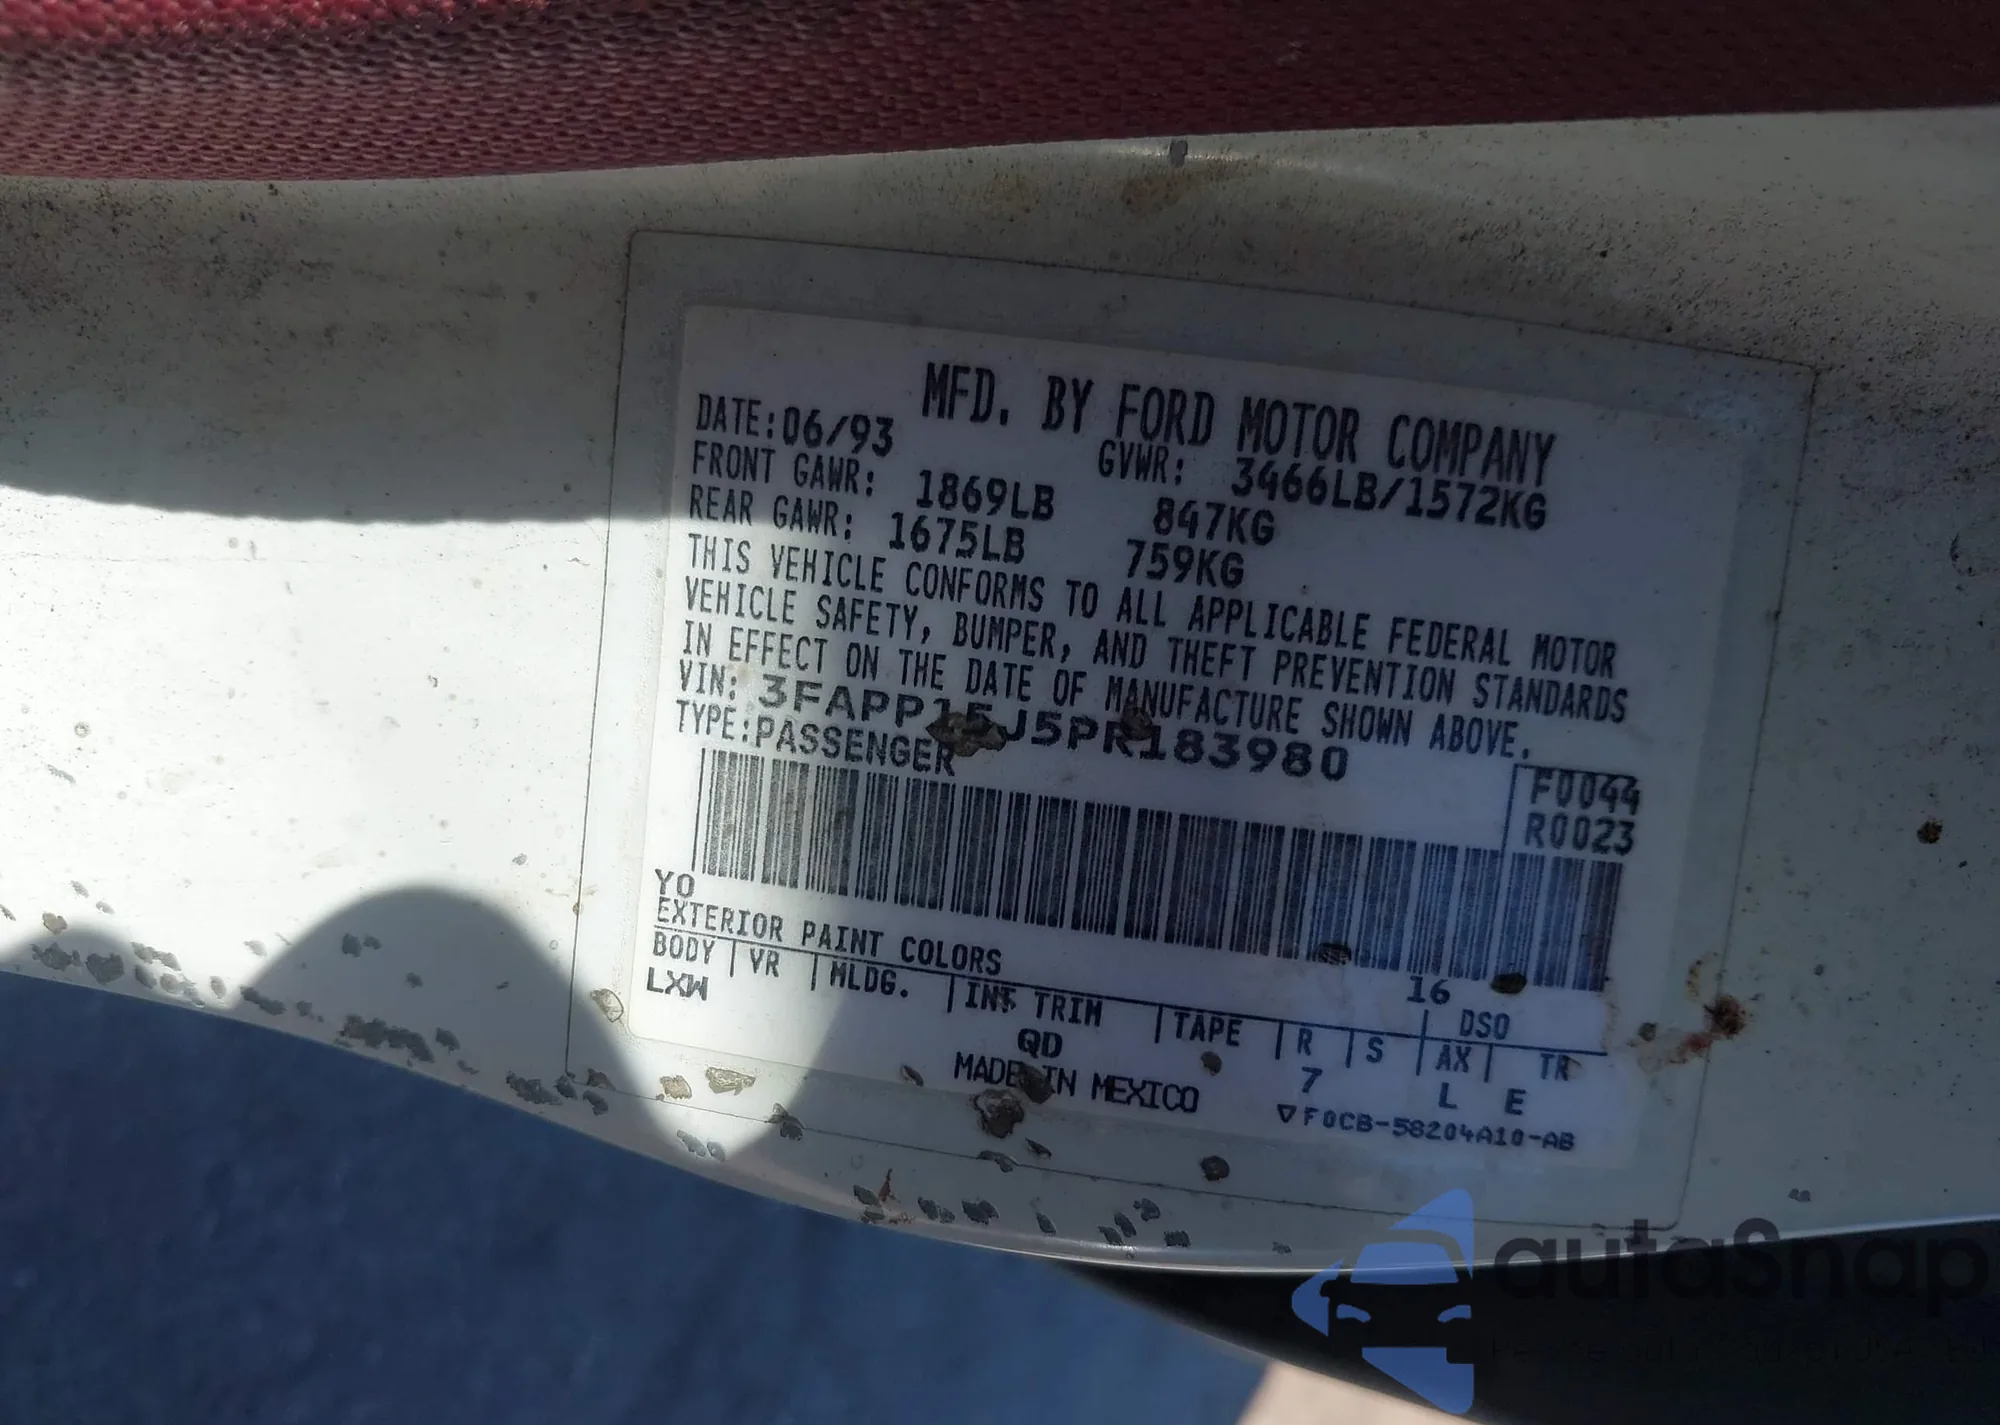 MFD. BY FORD MOTOR COMPANY
DATE:06/93 GVWR: 3466LB/1572KG
FRONT GAWR: 1869LB 847KG
REAR GAWR: 1675LB 759KG
THIS VEHICLE CONFORMS TO ALL APPLICABLE FEDERAL MOTOR
VEHICLE SAFETY, BUMPER, AND THEFT PREVENTION STANDARDS
IN EFFECT ON THE DATE OF MANUFACTURE SHOWN ABOVE.
VIN: 3FAPP15J5PR183980
TYPE:PASSENGER
F0044
R0023
YO
EXTERIOR PAINT COLORS 16 DSO
BODY VR MLDG. INT TRIM TAPE R S AX TR
LXW QD 7 L E
MADE IN MEXICO
▽F0CB-58204A10-AB
autaSnap